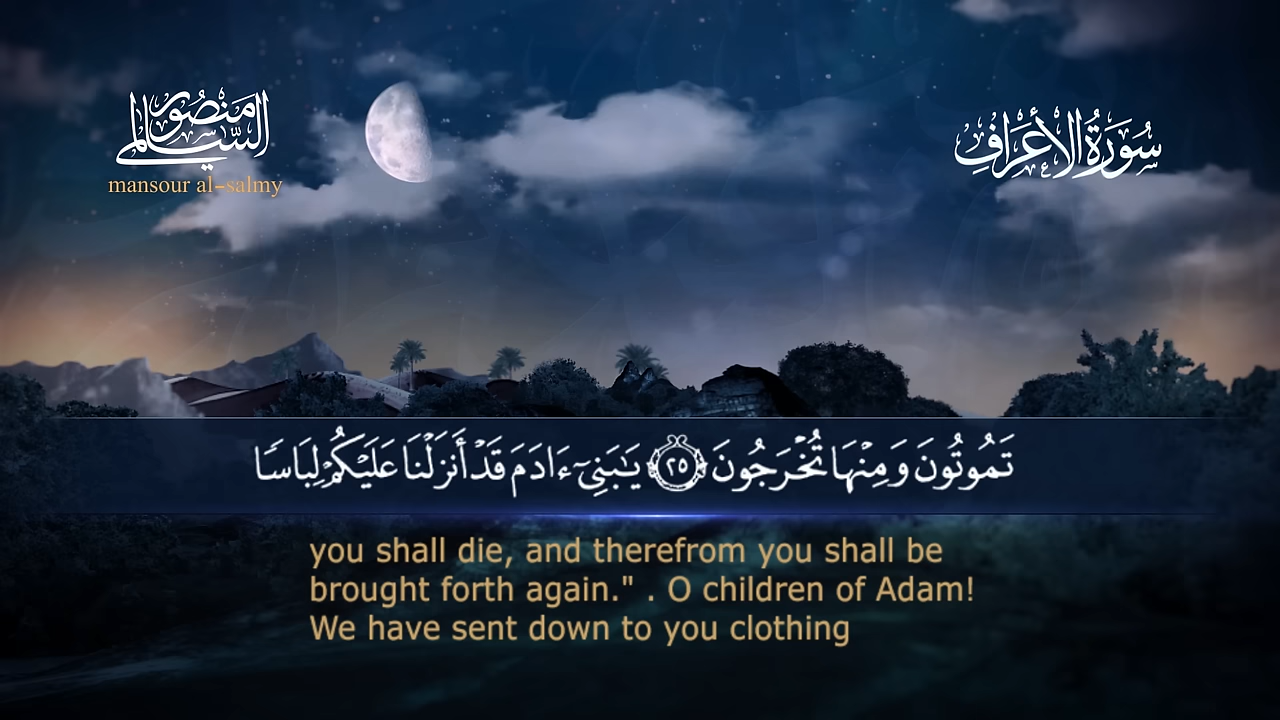 منصور
السالمي
mansour al-salmy
سُورَةُ الأَعْرَافِ
تَمُوتُونَ وَمِنْهَا تُخْرَجُونَ ٢٥ يَٰبَنِىٓ ءَادَمَ قَدْ أَنزَلْنَا عَلَيْكُمْ لِبَاسًا
you shall die, and therefrom you shall be
brought forth again." . O children of Adam!
We have sent down to you clothing